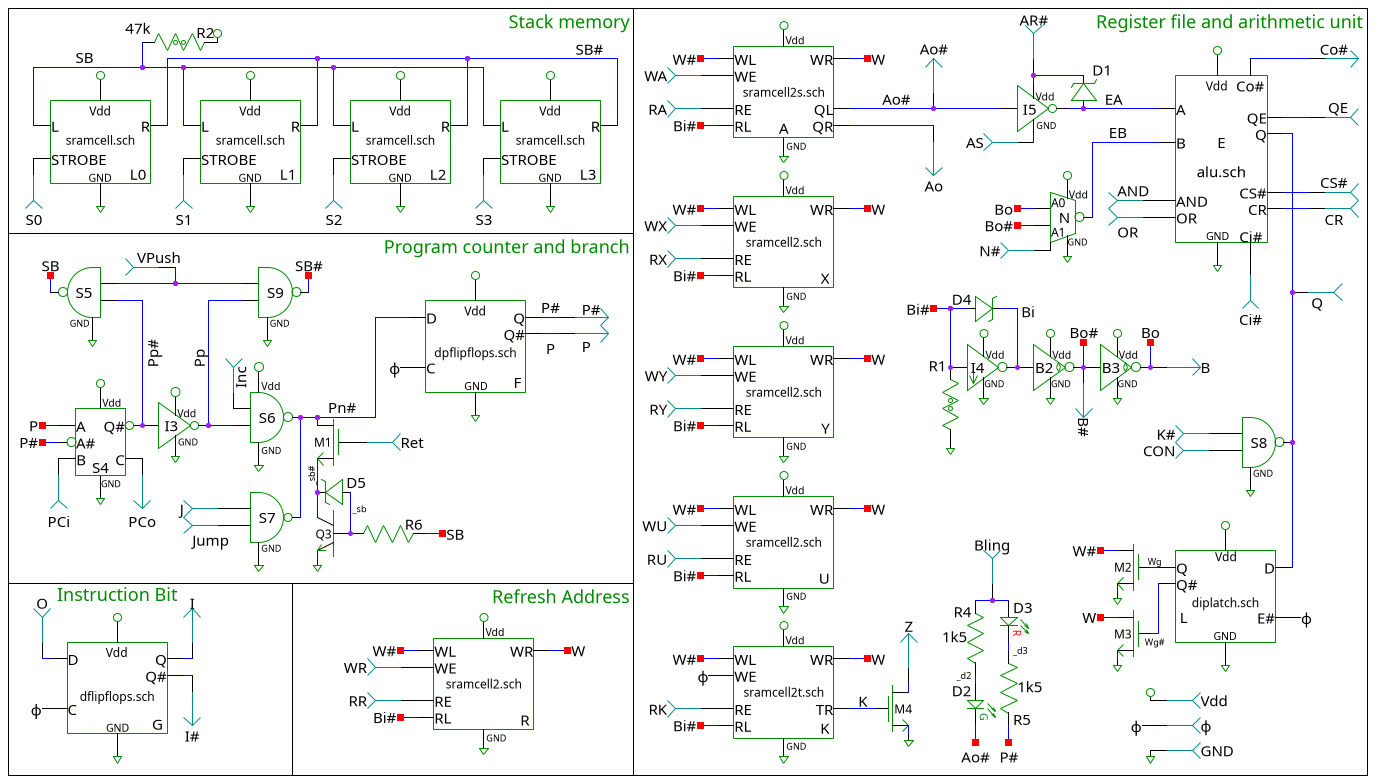 Stack memory
47k
R2
SB
SB#
Vdd
L
R
sramcell.sch
STROBE
GND
L0
Vdd
L
R
sramcell.sch
STROBE
GND
L1
Vdd
L
R
sramcell.sch
STROBE
GND
L2
Vdd
L
R
sramcell.sch
STROBE
GND
L3
S0
S1
S2
S3
Program counter and branch
VPush
SB
S5
GND
S9
SB#
GND
Pp#
Pp
Inc
Vdd
P
P#
A
Q#
A#
B
C
S4
GND
PCi
PCo
Vdd
I3
GND
Vdd
S6
GND
Pn#
M1
Ret
sb#
D5
_sb
Q3
R6
SB
J
Jump
S7
GND
Vdd
D
Q
Q#
dpflipflops.sch
ϕ
C
GND
F
P#
P#
P
P
Instruction Bit
O
I
Vdd
D
Q
Q#
dflipflops.sch
ϕ
C
GND
G
I#
Refresh Address
Vdd
W#
WL
WR
W
WR
WE
sramcell2.sch
RR
RE
Bi#
RL
R
GND
Register file and arithmetic unit
Vdd
W#
WL
WR
W
WA
WE
sramcell2s.sch
RA
RE
QL
Bi#
RL
A
QR
GND
Ao#
Ao#
Ao
AR#
D1
Vdd
I5
GND
EA
AS
EB
Vdd
Bo
A0
N
Bo#
A1
GND
N#
Vdd
Co#
Co#
A
QE
QE
Q
B
E
alu.sch
CS#
CS#
CR
CR
AND
AND
OR
OR
GND
Ci#
Ci#
Q
Vdd
W#
WL
WR
W
WX
WE
sramcell2.sch
RX
RE
Bi#
RL
X
GND
Vdd
W#
WL
WR
W
WY
WE
sramcell2.sch
RY
RE
Bi#
RL
Y
GND
Bi#
D4
Bi
R1
Vdd
I4
GND
Vdd
B2
GND
Bo#
Vdd
B3
GND
Bo
B
B#
K#
CON
S8
GND
Vdd
W#
WL
WR
W
WU
WE
sramcell2.sch
RU
RE
Bi#
RL
U
GND
Vdd
W#
WL
WR
W
ϕ
WE
sramcell2t.sch
RK
RE
TR
Bi#
RL
K
GND
K
M4
Z
Bling
R4
1k5
D3
R
_d3
_d2
D2
G
1k5
R5
Ao#
P#
W#
M2
Wg
W
M3
Wg#
Vdd
Q
D
Q#
diplatch.sch
L
E#
ϕ
GND
Vdd
ϕ
ϕ
GND